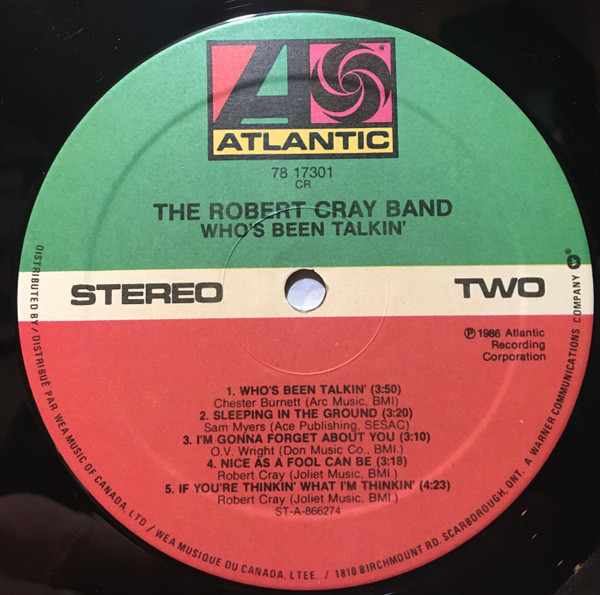 ATLANTIC
®
78 17301
CR
THE ROBERT CRAY BAND
WHO'S BEEN TALKIN'
STEREO
TWO
℗1986 Atlantic
Recording
Corporation
1. WHO'S BEEN TALKIN' (3:50)
Chester Burnett (Arc Music, BMI)
2. SLEEPING IN THE GROUND (3:20)
Sam Myers (Ace Publishing, SESAC)
3. I'M GONNA FORGET ABOUT YOU (3:10)
O.V. Wright (Don Music Co., BMI.)
4. NICE AS A FOOL CAN BE (3:18)
Robert Cray (Joliet Music, BMI.)
5. IF YOU'RE THINKIN' WHAT I'M THINKIN' (4:23)
Robert Cray (Joliet Music, BMI.)
ST-A-866274
DISTRIBUTED BY / DISTRIBUÉ PAR WEA MUSIC OF CANADA, LTD / WEA MUSIQUE DU CANADA, LTEE. / 1810 BIRCHMOUNT RD, SCARBOROUGH, ONT. A WARNER COMMUNICATIONS COMPANY ®